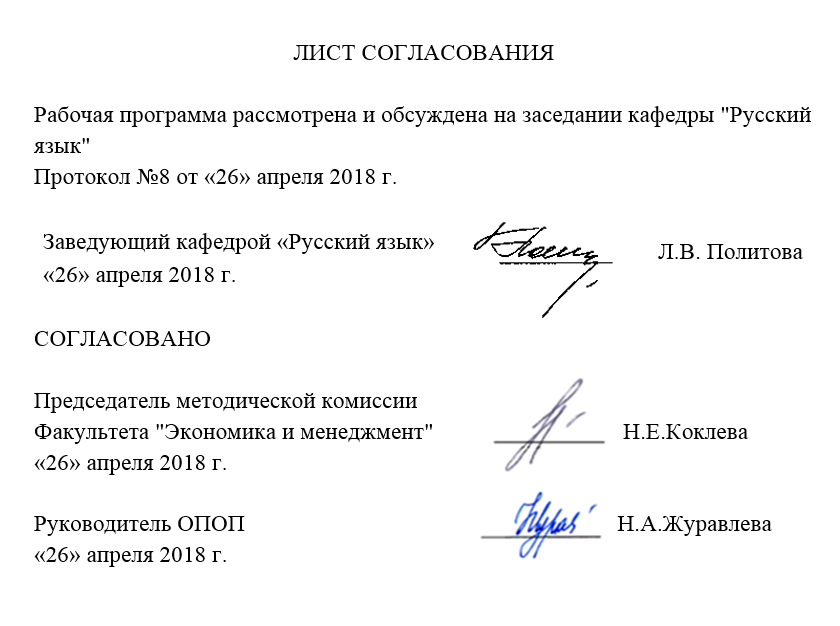 ЛИСТ СОГЛАСОВАНИЯ
Рабочая программа рассмотрена и обсуждена на заседании кафедры "Русский
язык"
Протокол №8 от «26» апреля 2018 г.
Заведующий кафедрой «Русский язык» Л.В. Политова
«26» апреля 2018 г.
СОГЛАСОВАНО
Председатель методической комиссии
Факультета "Экономика и менеджмент" Н.Е.Коклева
«26» апреля 2018 г.
Руководитель ОПОП Н.А.Журавлева
«26» апреля 2018 г.